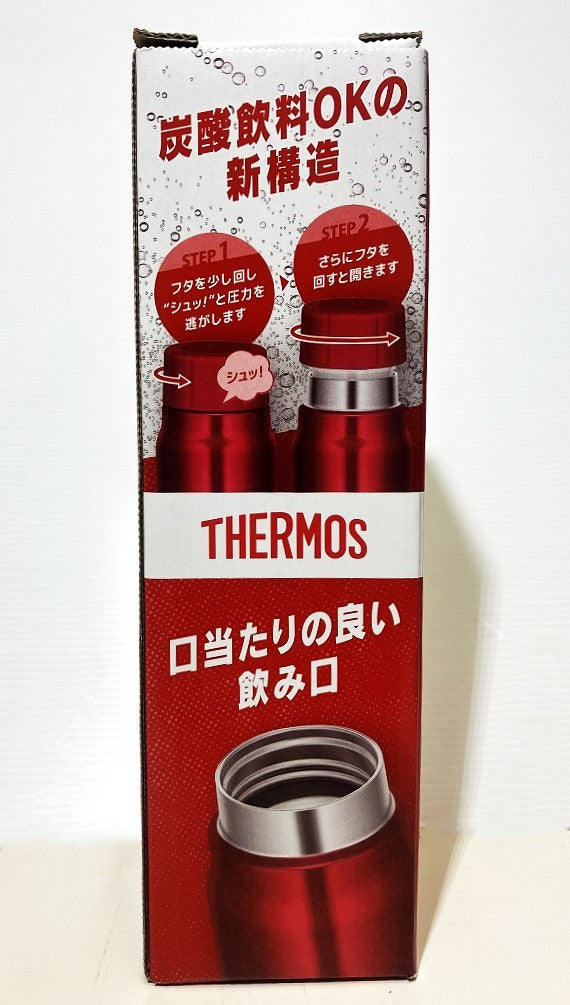 炭酸飲料OKの
新構造
STEP 1
フタを少し回し
“シュッ!”と圧力を
逃がします
STEP 2
さらにフタを
回すと開きます
シュッ!
THERMOS
口当たりの良い
飲み口